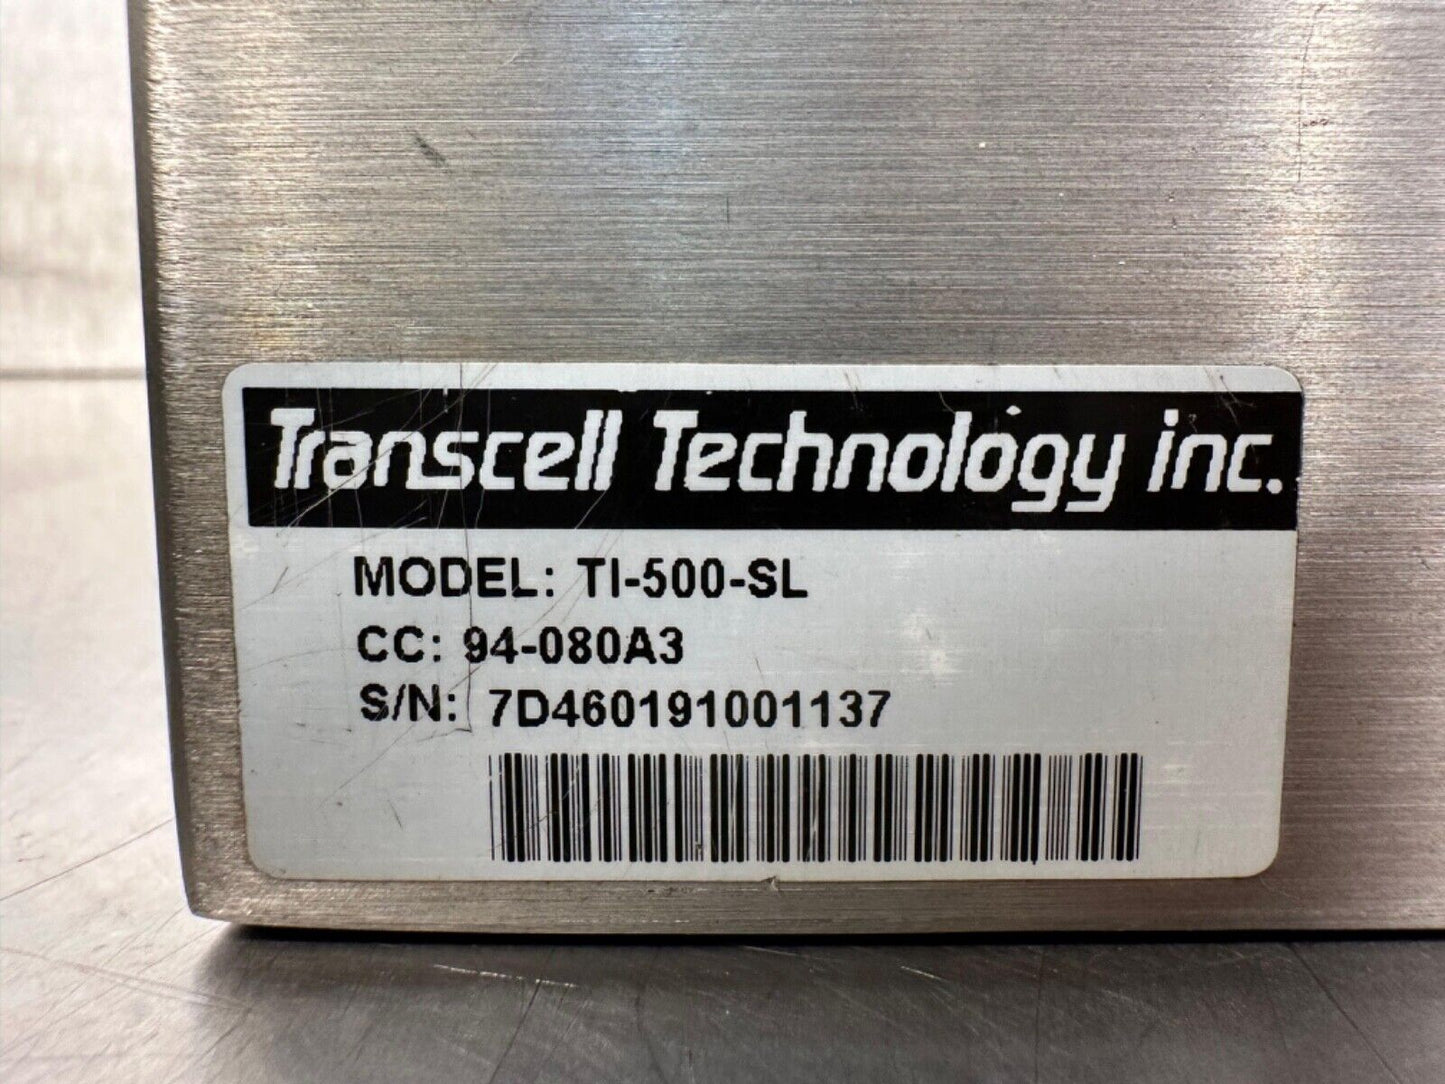 Transcell Technology inc.
MODEL: TI-500-SL
CC: 94-080A3
S/N: 7D460191001137